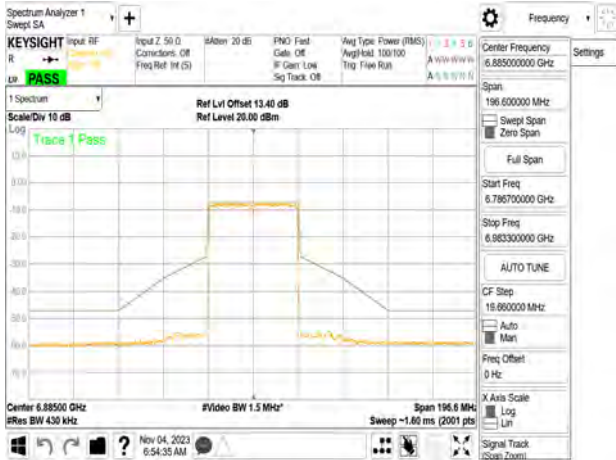 Spectrum Analyzer 1
Swept SA
Frequency
KEYSIGHT
R
PASS
Input: RF
Input Z: 50 Ω
Corrections: Off
Freq Ref: Int (S)
#Atten: 20 dB
PNO: Fast
Gate: Off
IF Gain: Low
Sig Track: Off
Avg Type: Power (RMS)
Avg|Hold: 100/100
Trig: Free Run
1 Spectrum
Scale/Div 10 dB
Ref Lvl Offset 13.40 dB
Ref Level 20.00 dBm
Log
Trace 1 Pass
Center 6.88500 GHz
#Res BW 430 kHz
#Video BW 1.5 MHz*
Span 196.6 MHz
Sweep ~1.60 ms (2001 pts)
Center Frequency
6.885000000 GHz
Settings
Span
196.600000 MHz
Swept Span
Zero Span
Full Span
Start Freq
6.786700000 GHz
Stop Freq
6.983300000 GHz
AUTO TUNE
CF Step
19.660000 MHz
Auto
Man
Freq Offset
0 Hz
X Axis Scale
Log
Lin
Signal Track
(Span Zoom)
Nov 04, 2023
6:54:35 AM